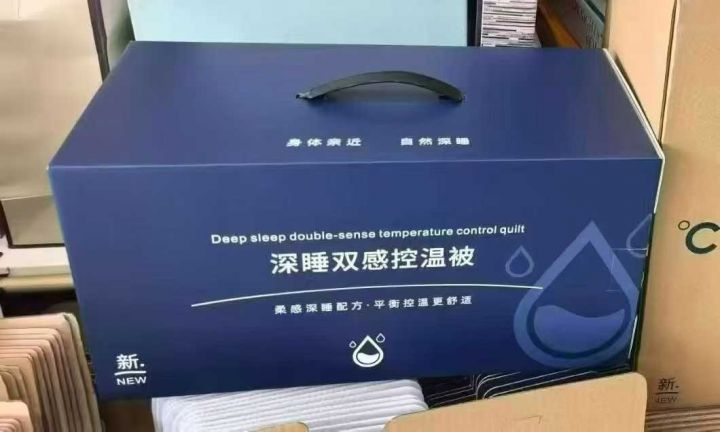 身体亲近 自然深睡
Deep sleep double-sense temperature control quilt
深睡双感控温被
柔感深睡配方·平衡控温更舒适
新.
NEW
°C
新.
NEW